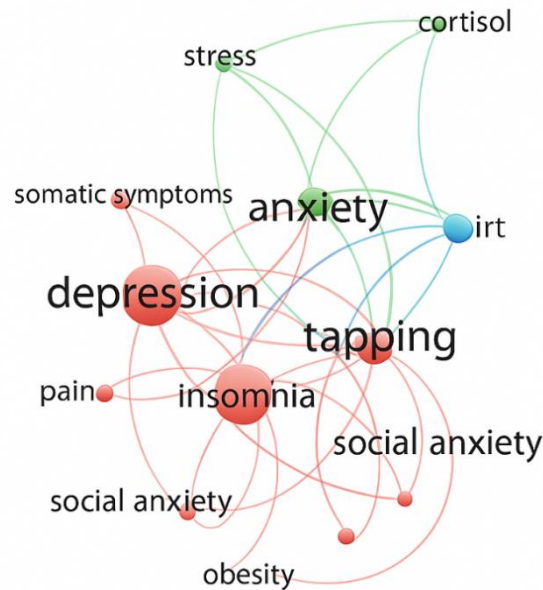 cortisol
stress
somatic symptoms
anxiety
irt
depression
tapping
pain
insomnia
social anxiety
social anxiety
obesity